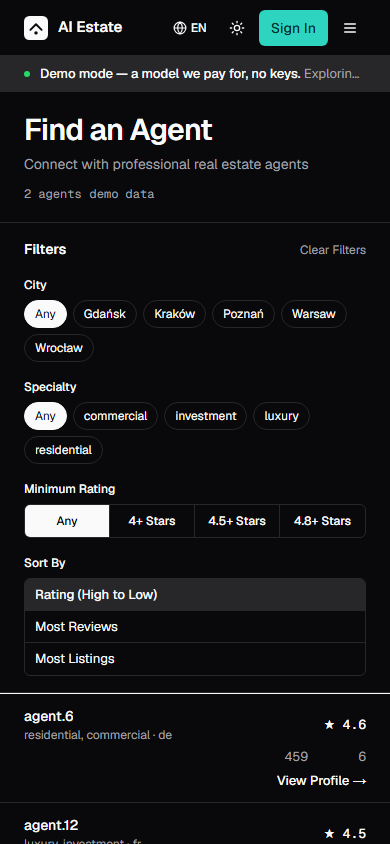 AI Estate
EN
Sign In
Demo mode — a model we pay for, no keys. Explorin...
Find an Agent
Connect with professional real estate agents
2 agents demo data
Filters
Clear Filters
City
Any Gdańsk Kraków Poznań Warsaw
Wrocław
Specialty
Any commercial investment luxury
residential
Minimum Rating
Any 4+ Stars 4.5+ Stars 4.8+ Stars
Sort By
Rating (High to Low)
Most Reviews
Most Listings
agent.6
★ 4.6
residential, commercial · de
459 6
View Profile →
agent.12
★ 4.5
luxury, investment · fr